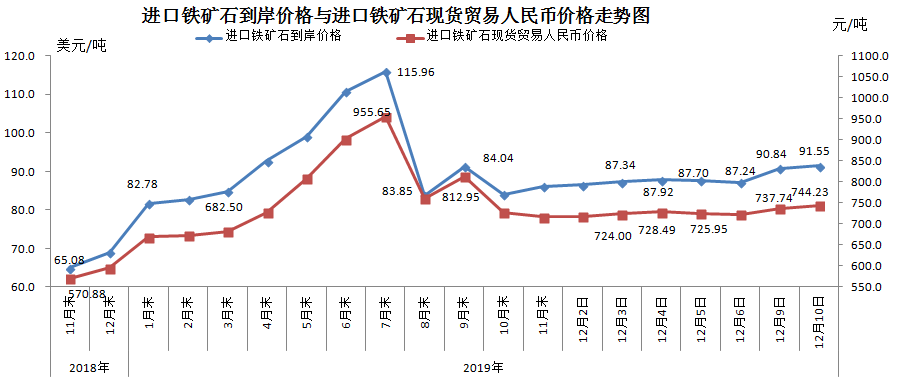 进口铁矿石到岸价格与进口铁矿石现货贸易人民币价格走势图
美元/吨
进口铁矿石到岸价格
进口铁矿石现货贸易人民币价格
元/吨
120.0
110.0
100.0
90.0
80.0
70.0
60.0
1100.0
1050.0
1000.0
950.0
900.0
850.0
800.0
750.0
700.0
650.0
600.0
550.0
65.08
82.78
115.96
83.85
84.04
87.34
87.92
87.70
87.24
90.84
91.55
570.88
682.50
955.65
812.95
724.00
728.49
725.95
737.74
744.23
11月末
12月末
1月末
2月末
3月末
4月末
5月末
6月末
7月末
8月末
9月末
10月末
11月末
12月2日
12月3日
12月4日
12月5日
12月6日
12月9日
12月10日
2018年
2019年